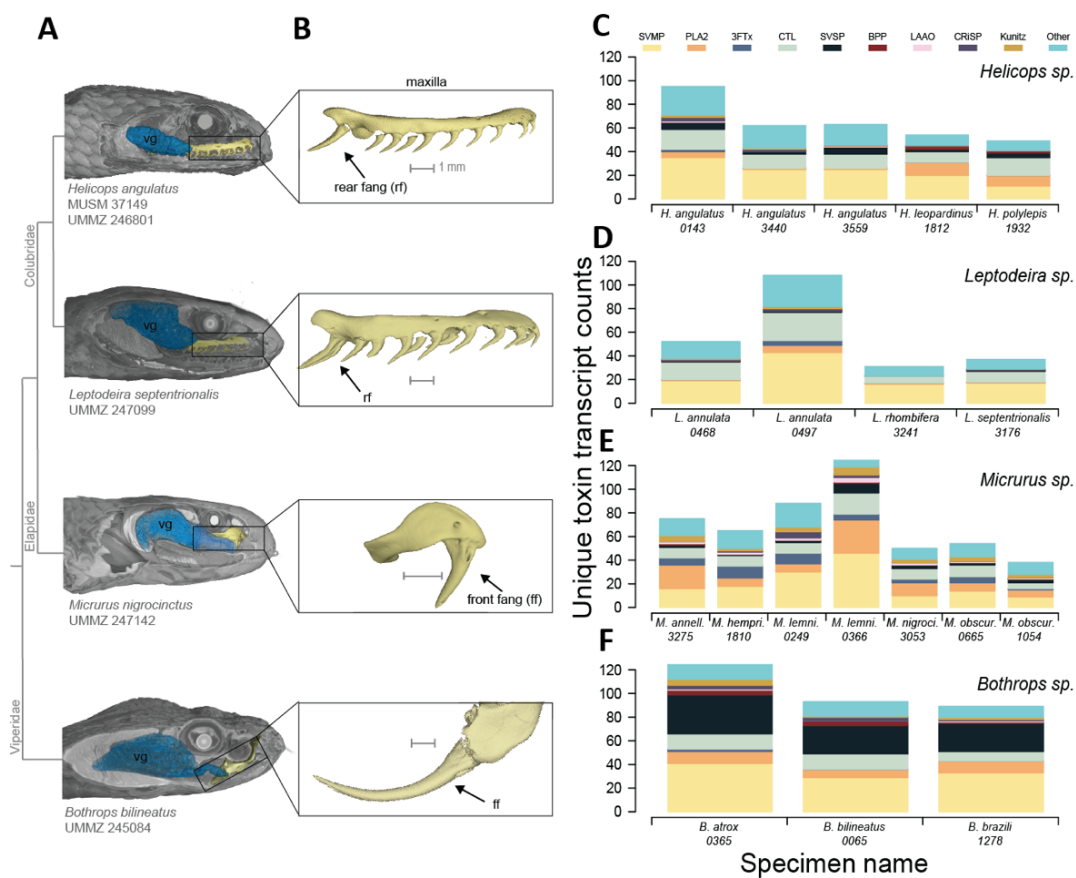 A
B
C
SVMP PLA2 3FTx CTL SVSP BPP LAAO CRiSP Kunitz Other
Colubridae
Elapidae
Viperidae
vg
Helicops angulatus
MUSM 37149
UMMZ 246801
vg
Leptodeira septentrionalis
UMMZ 247099
vg
Micrurus nigrocinctus
UMMZ 247142
vg
Bothrops bilineatus
UMMZ 245084
maxilla
1 mm
rear fang (rf)
rf
front fang (ff)
ff
Unique toxin transcript counts
Helicops sp.
120
100
80
60
40
20
0
H. angulatus H. angulatus H. angulatus H. leopardinus H. polylepis
0143 3440 3559 1812 1932
D
Leptodeira sp.
120
100
80
60
40
20
0
L. annulata L. annulata L. rhombifera L. septentrionalis
0468 0497 3241 3176
E
Micrurus sp.
120
100
80
60
40
20
0
M. annell. M. hempri. M. lemni. M. lemni. M. nigroci. M. obscur. M. obscur.
3275 1810 0249 0366 3053 0665 1054
F
Bothrops sp.
120
100
80
60
40
20
0
B. atrox B. bilineatus B. brazili
0365 0065 1278
Specimen name